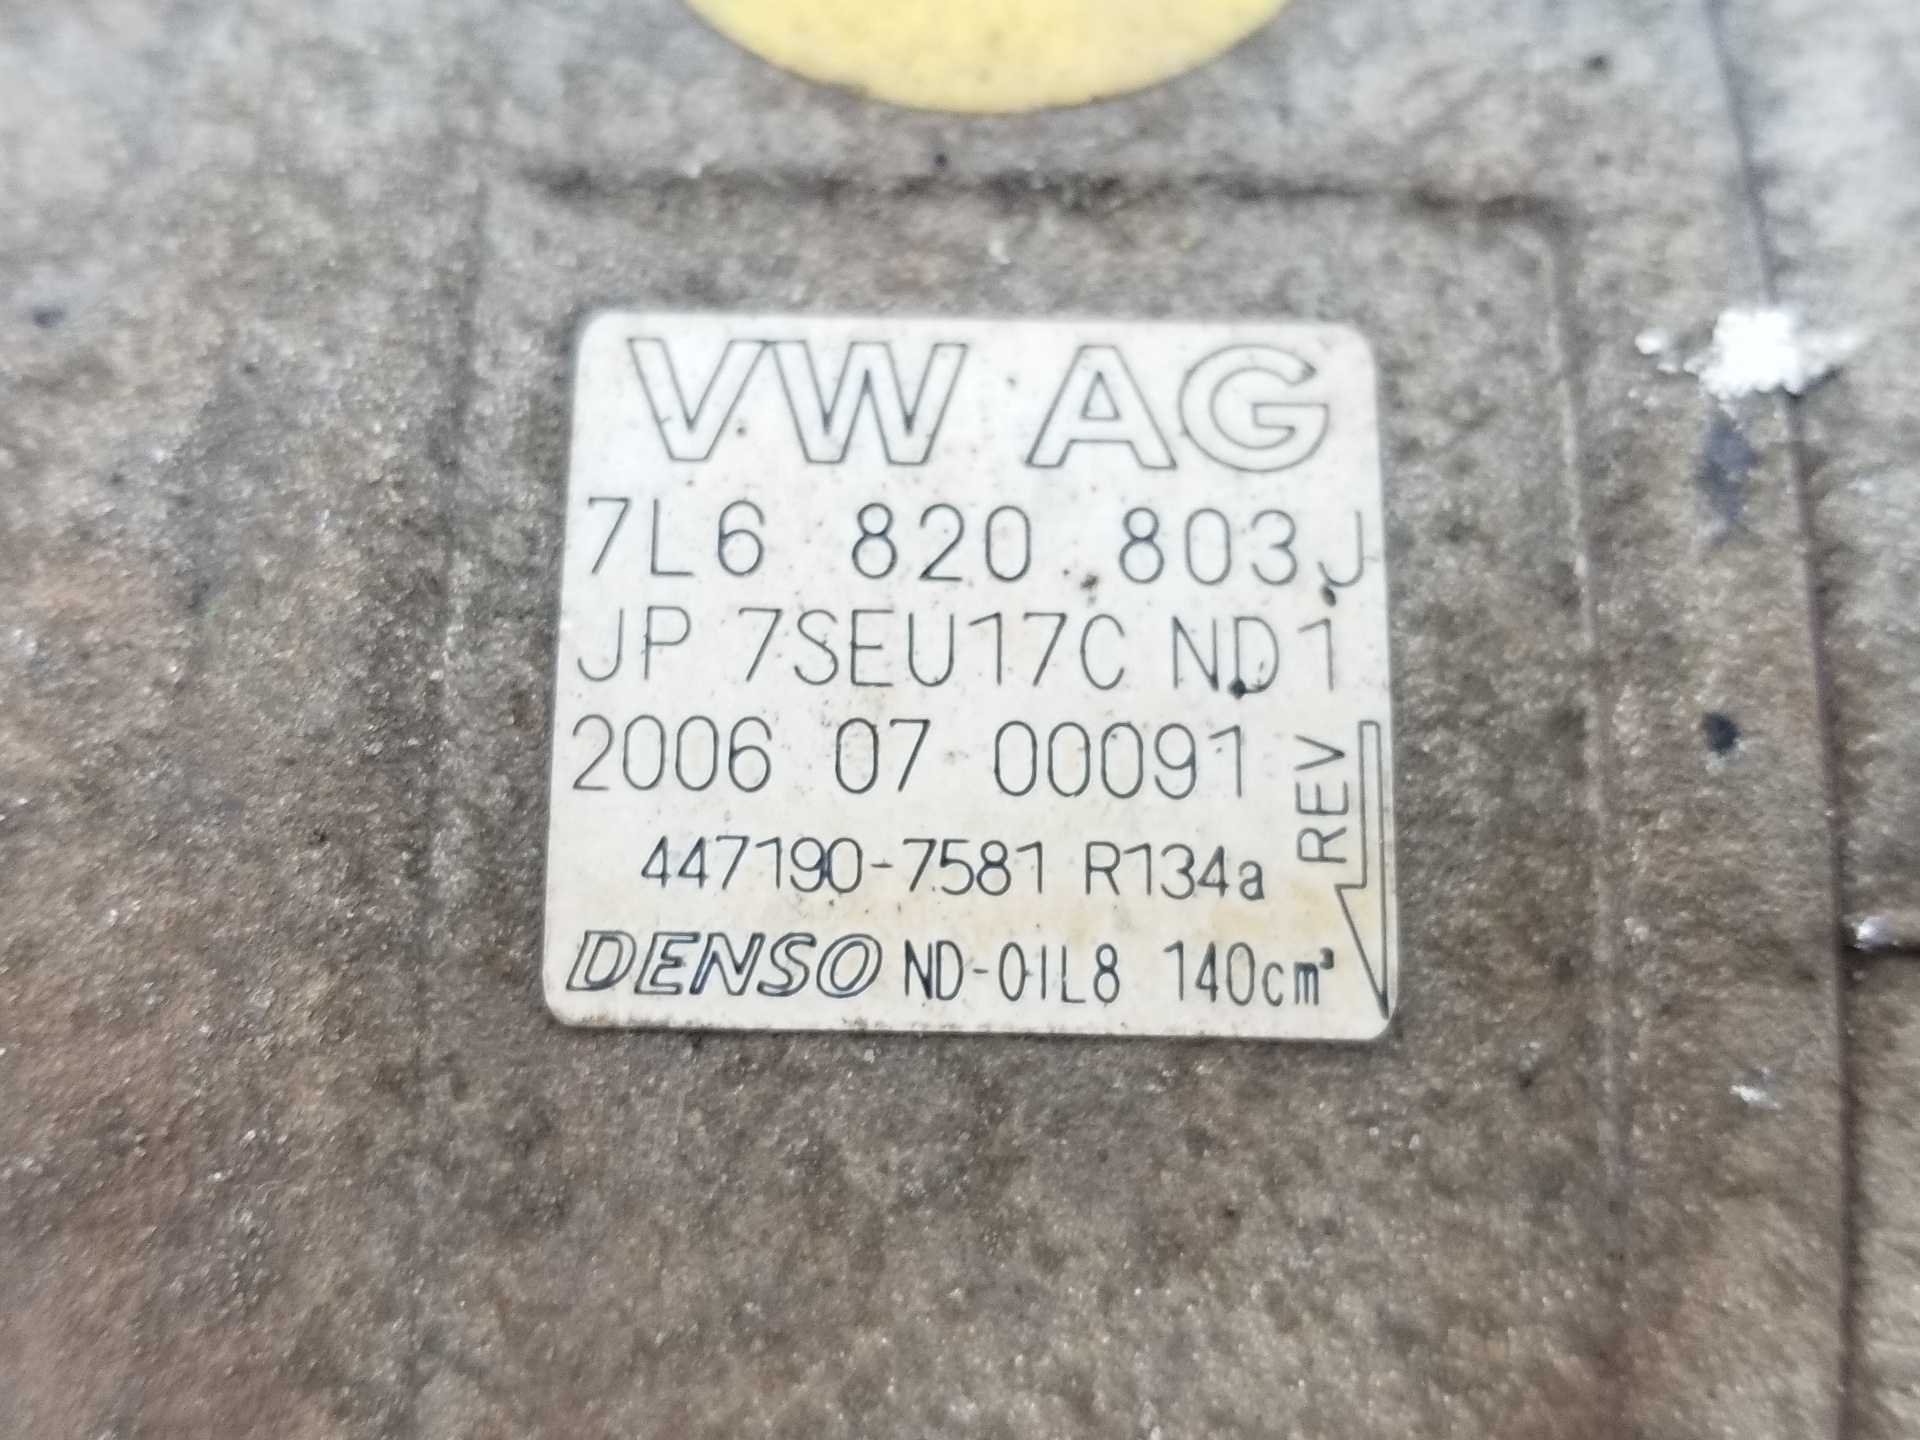 VW AG
7L6 820 803J
JP 7SEU17C ND1
2006 07 00091
REV
447190-7581 R134a
DENSO ND-OIL8 140cm³